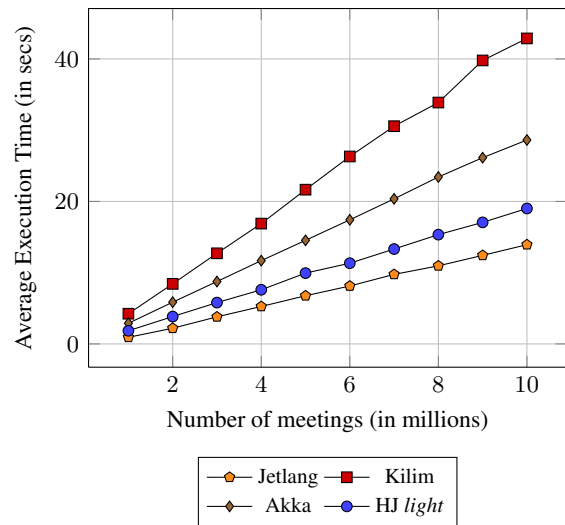 40
20
0
Average Execution Time (in secs)
2 4 6 8 10
Number of meetings (in millions)
Jetlang Kilim
Akka HJ light